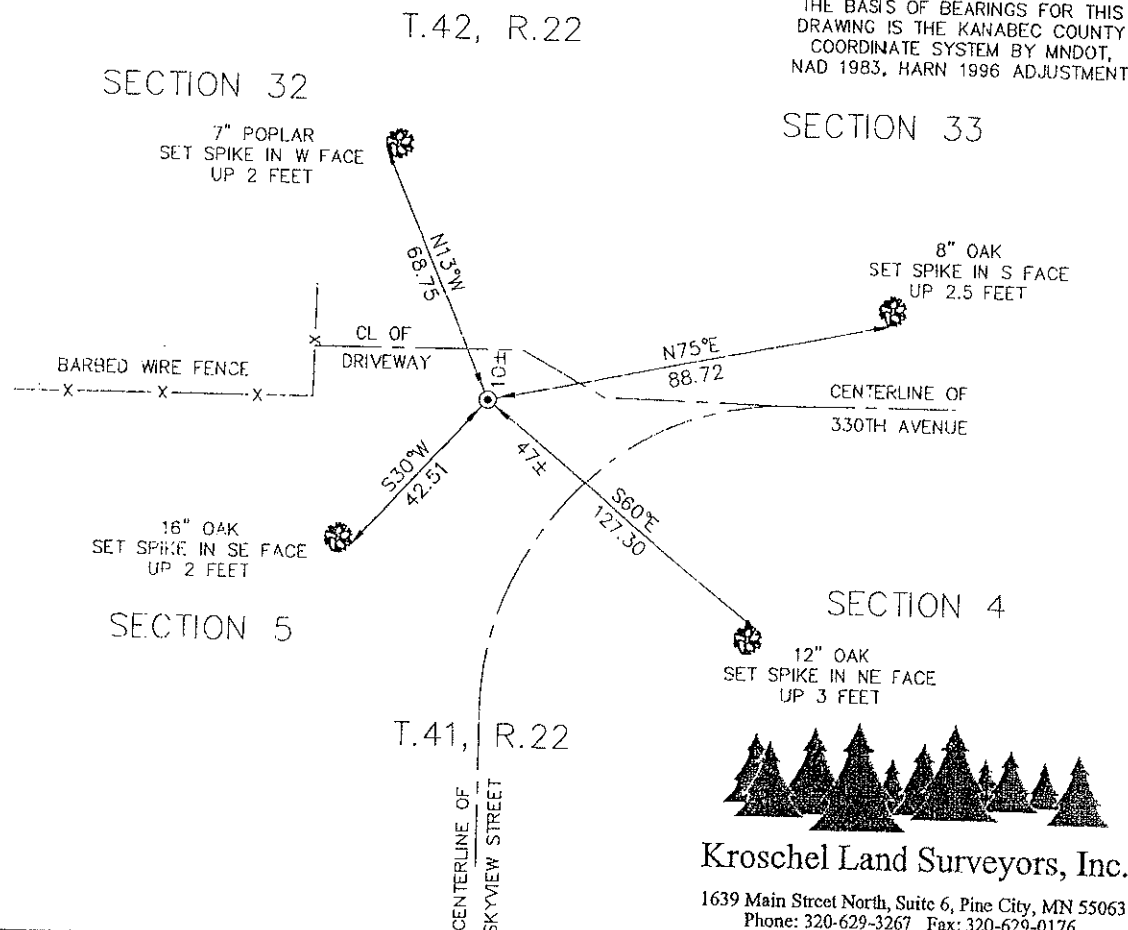 T.42, R.22
THE BASIS OF BEARINGS FOR THIS
DRAWING IS THE KANABEC COUNTY
COORDINATE SYSTEM BY MNDOT,
NAD 1983, HARN 1996 ADJUSTMENT
SECTION 32
SECTION 33
7" POPLAR
SET SPIKE IN W FACE
UP 2 FEET
8" OAK
SET SPIKE IN S FACE
UP 2.5 FEET
N13°W
68.75
CL OF
DRIVEWAY
10±
BARBED WIRE FENCE
X
X
X
X
N75°E
88.72
CENTERLINE OF
330TH AVENUE
S30°W
42.51
47±
S60°E
127.30
16" OAK
SET SPIKE IN SE FACE
UP 2 FEET
SECTION 5
SECTION 4
12" OAK
SET SPIKE IN NE FACE
UP 3 FEET
T.41, R.22
CENTERLINE OF
SKYVIEW STREET
Kroschel Land Surveyors, Inc.
1639 Main Street North, Suite 6, Pine City, MN 55063
Phone: 320-629-3267 Fax: 320-629-0176